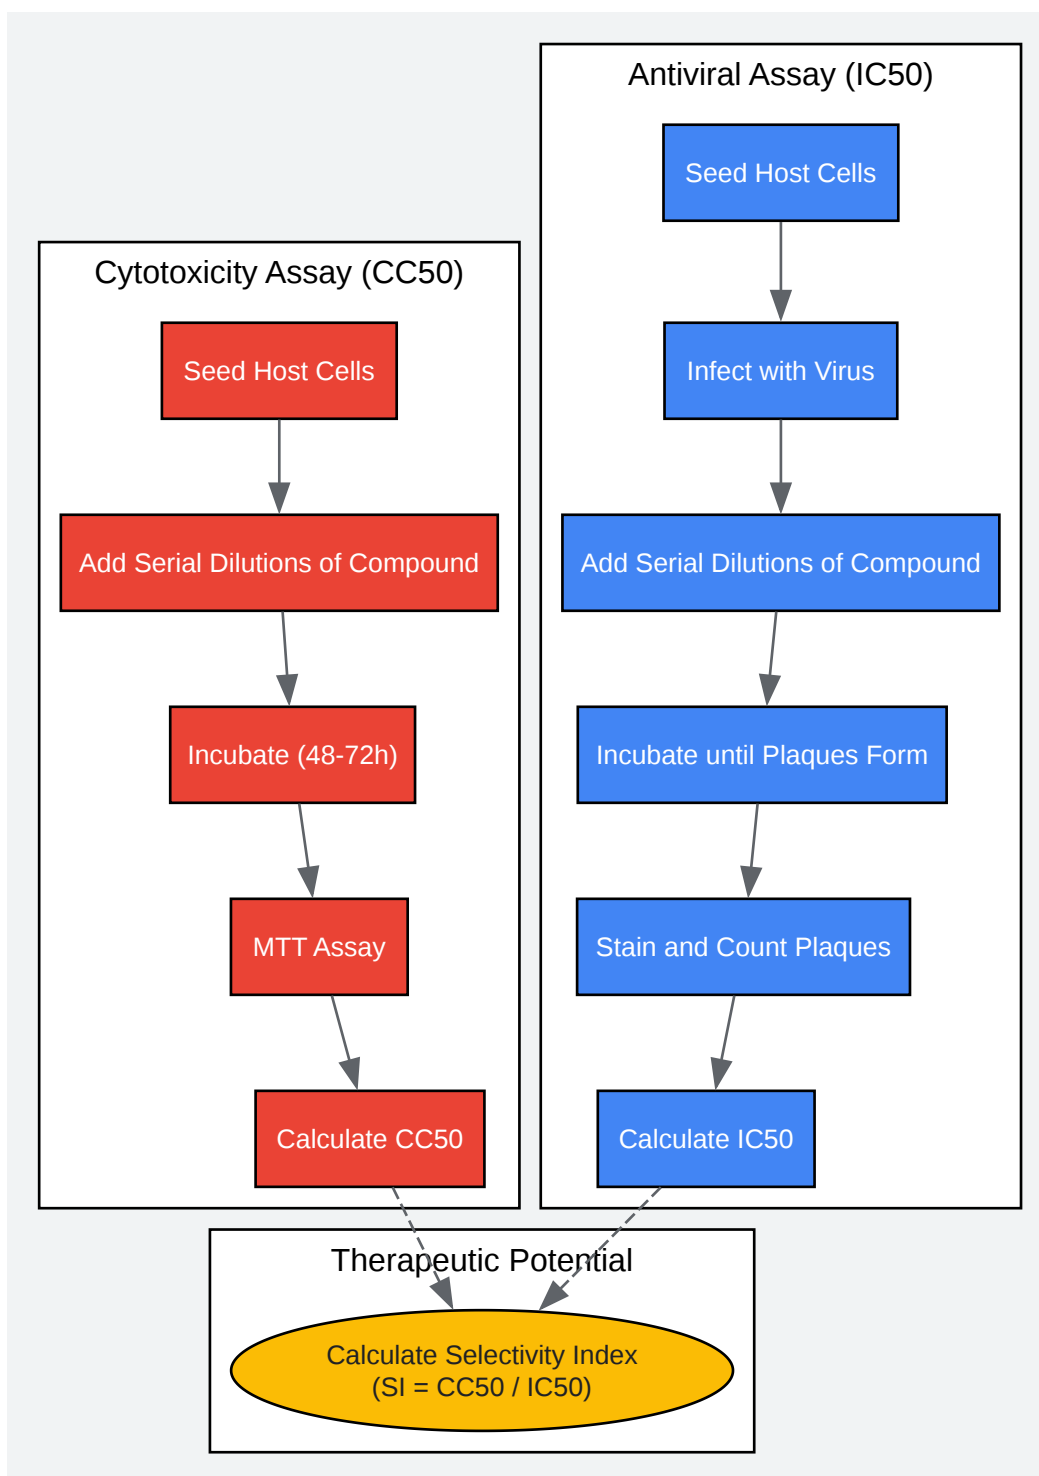 Antiviral Assay (IC50)
Seed Host Cells
Infect with Virus
Add Serial Dilutions of Compound
Incubate until Plaques Form
Stain and Count Plaques
Calculate IC50
Cytotoxicity Assay (CC50)
Seed Host Cells
Add Serial Dilutions of Compound
Incubate (48-72h)
MTT Assay
Calculate CC50
Therapeutic Potential
Calculate Selectivity Index
(SI = CC50 / IC50)